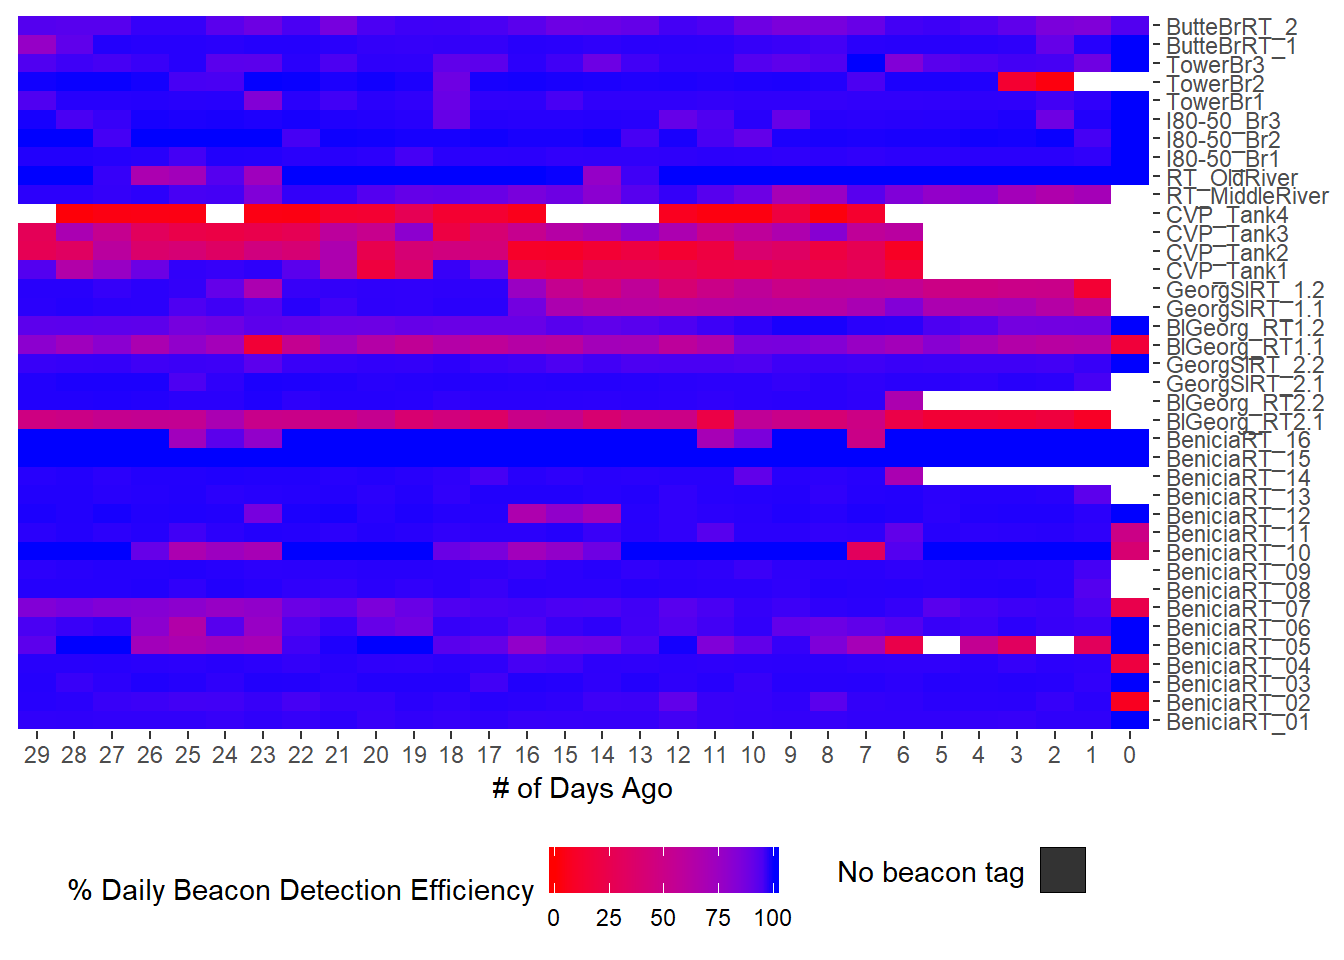 ButteBrRT_2
ButteBrRT_1
TowerBr3
TowerBr2
TowerBr1
I80-50_Br3
I80-50_Br2
I80-50_Br1
RT_OldRiver
RT_MiddleRiver
CVP_Tank4
CVP_Tank3
CVP_Tank2
CVP_Tank1
GeorgSlRT_1.2
GeorgSlRT_1.1
BlGeorg_RT1.2
BlGeorg_RT1.1
GeorgSlRT_2.2
GeorgSlRT_2.1
BlGeorg_RT2.2
BlGeorg_RT2.1
BeniciaRT_16
BeniciaRT_15
BeniciaRT_14
BeniciaRT_13
BeniciaRT_12
BeniciaRT_11
BeniciaRT_10
BeniciaRT_09
BeniciaRT_08
BeniciaRT_07
BeniciaRT_06
BeniciaRT_05
BeniciaRT_04
BeniciaRT_03
BeniciaRT_02
BeniciaRT_01
29 28 27 26 25 24 23 22 21 20 19 18 17 16 15 14 13 12 11 10 9 8 7 6 5 4 3 2 1 0
# of Days Ago
% Daily Beacon Detection Efficiency
0 25 50 75 100
No beacon tag